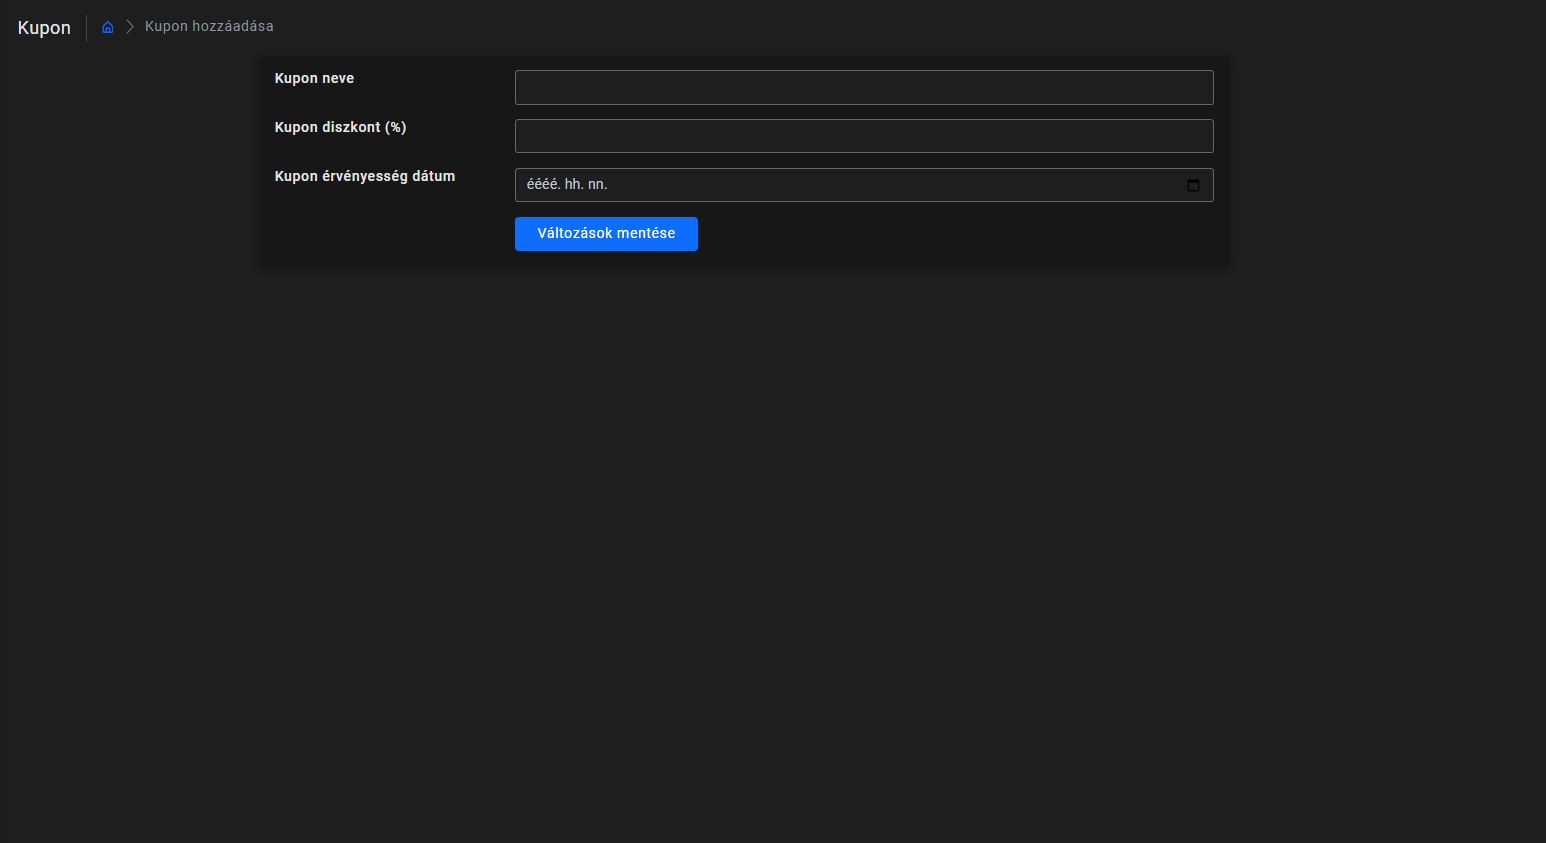 Kupon
Kupon hozzáadása
Kupon neve
Kupon diszkont (%)
Kupon érvényesség dátum
éééé. hh. nn.
Változások mentése